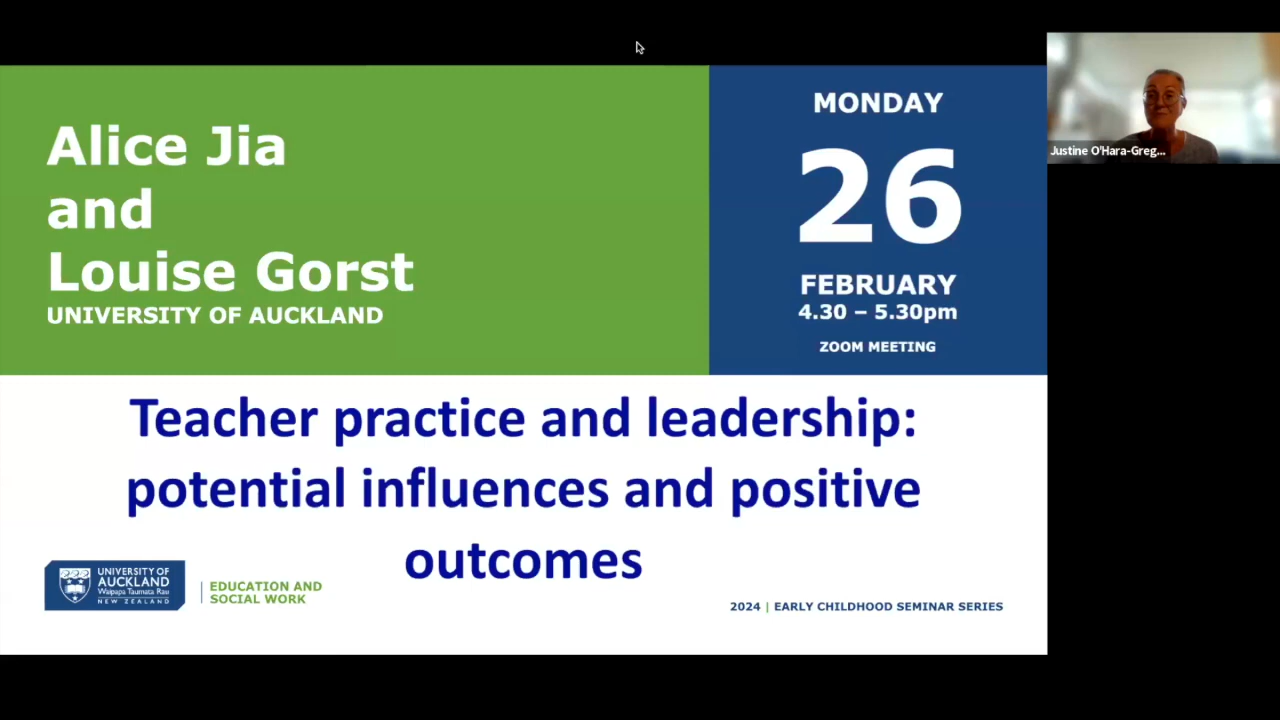 Alice Jia
and
Louise Gorst
UNIVERSITY OF AUCKLAND
MONDAY
26
FEBRUARY
4.30 – 5.30pm
ZOOM MEETING
Justine O'Hara-Greg...
Teacher practice and leadership:
potential influences and positive
outcomes
UNIVERSITY OF
AUCKLAND
Waipapa Taumata Rau
NEW ZEALAND
EDUCATION AND
SOCIAL WORK
2024 | EARLY CHILDHOOD SEMINAR SERIES